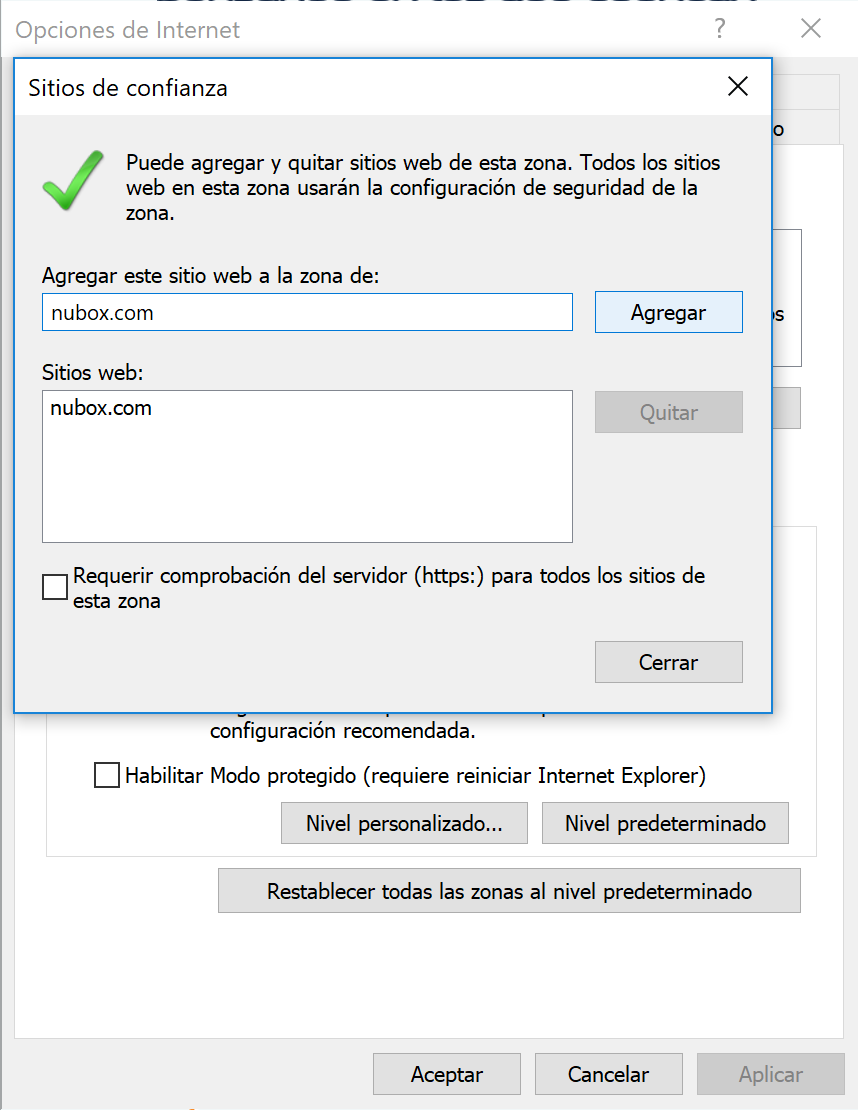 Opciones de Internet
?
Sitios de confianza
Puede agregar y quitar sitios web de esta zona. Todos los sitios
web en esta zona usarán la configuración de seguridad de la
zona.
Agregar este sitio web a la zona de:
nubox.com
Agregar
Sitios web:
nubox.com
Quitar
Requerir comprobación del servidor (https:) para todos los sitios de
esta zona
Cerrar
configuración recomendada.
Habilitar Modo protegido (requiere reiniciar Internet Explorer)
Nivel personalizado...
Nivel predeterminado
Restablecer todas las zonas al nivel predeterminado
Aceptar
Cancelar
Aplicar